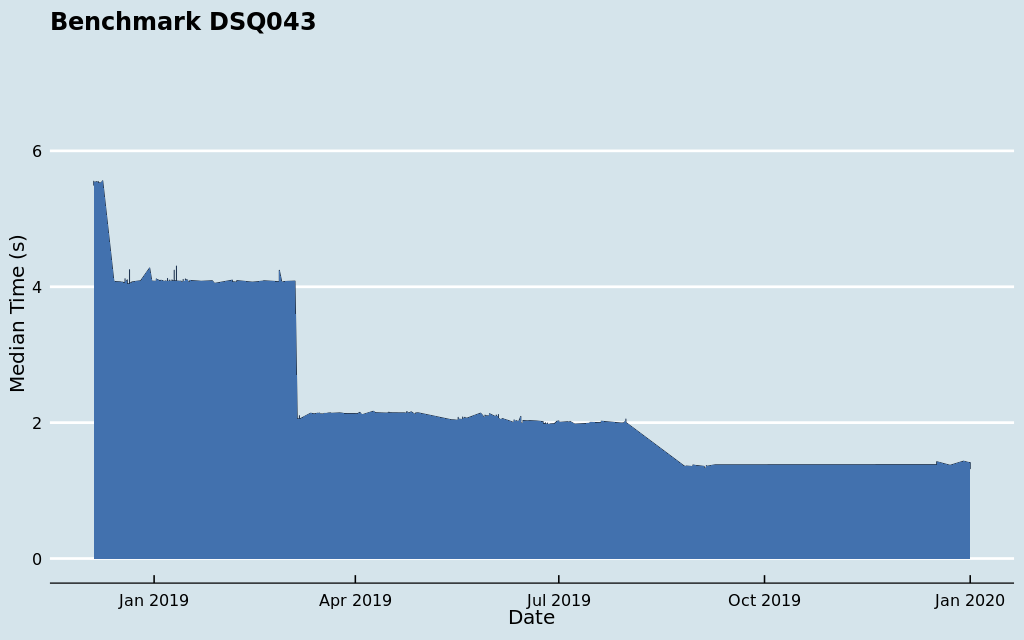 Benchmark DSQ043
Median Time (s)
6
4
2
0
Jan 2019
Apr 2019
Jul 2019
Oct 2019
Jan 2020
Date